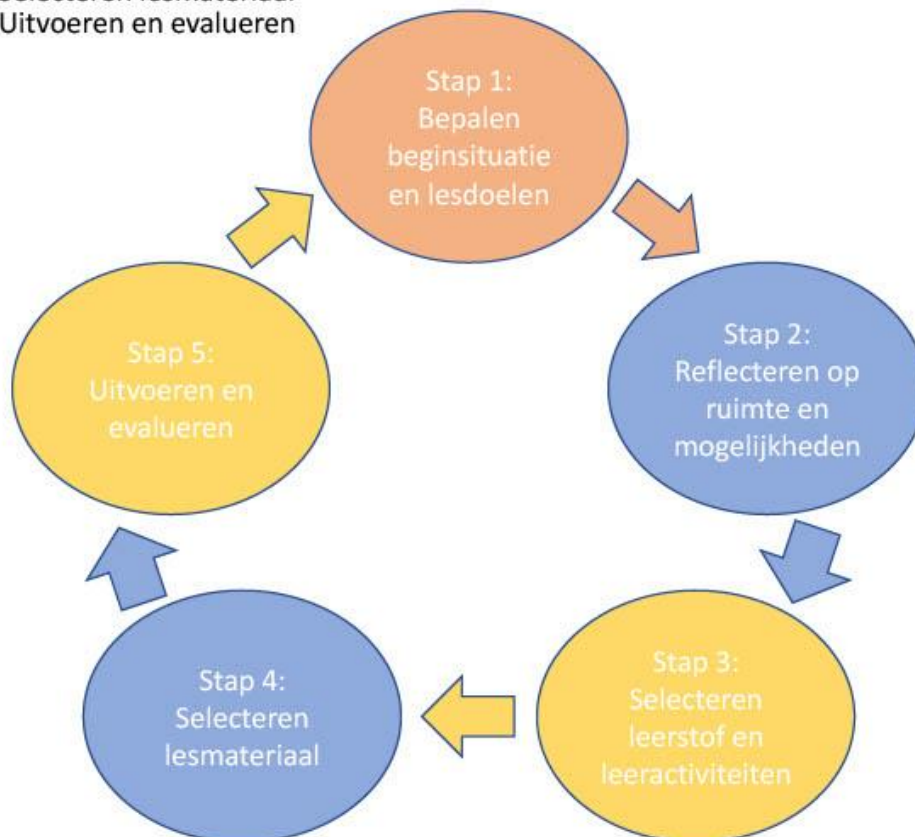 Uitvoeren en evalueren
Stap 1:
Bepalen
beginsituatie
en lesdoelen
Stap 2:
Reflecteren op
ruimte en
mogelijkheden
Stap 3:
Selecteren
leerstof en
leeractiviteiten
Stap 4:
Selecteren
lesmateriaal
Stap 5:
Uitvoeren en
evalueren